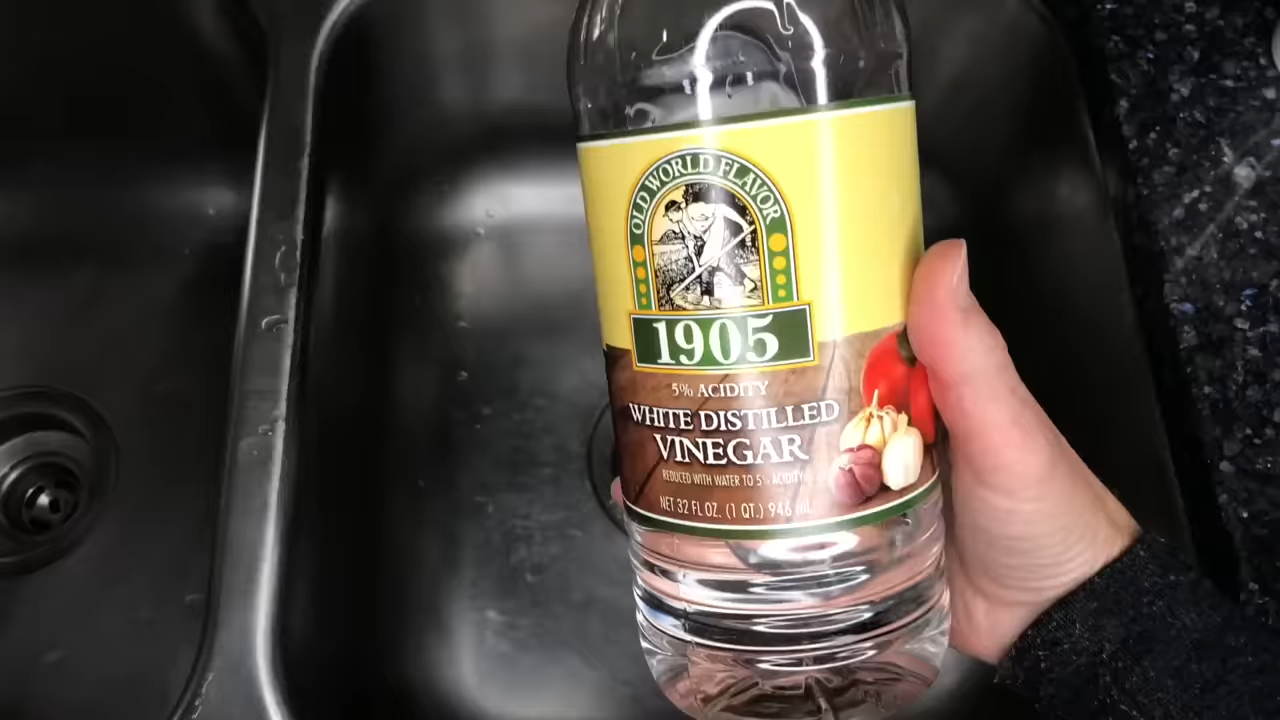 OLD WORLD FLAVOR
1905
5% ACIDITY
WHITE DISTILLED
VINEGAR
REDUCED WITH WATER TO 5% ACIDITY
NET 32 FL OZ. (1 QT.) 946 mL